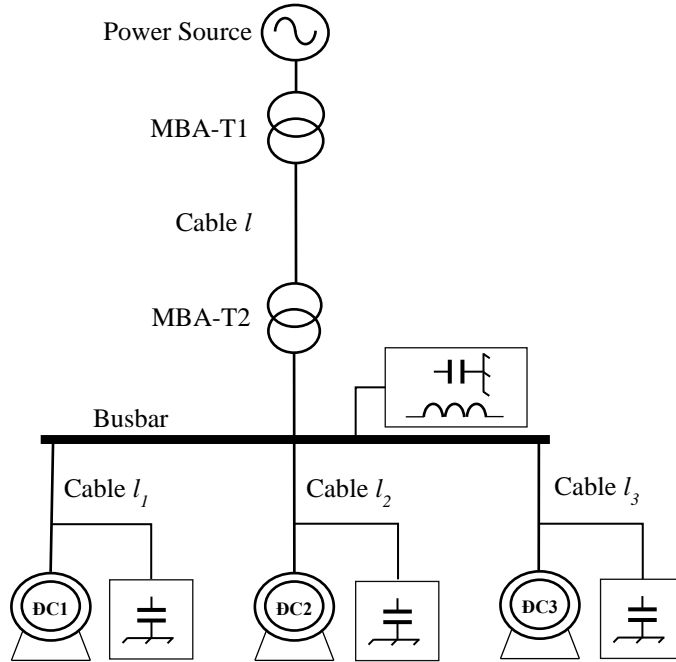 Power Source
MBA-T1
Cable l
MBA-T2
Busbar
Cable l₁
Cable l₂
Cable l₃
ĐC1
ĐC2
ĐC3